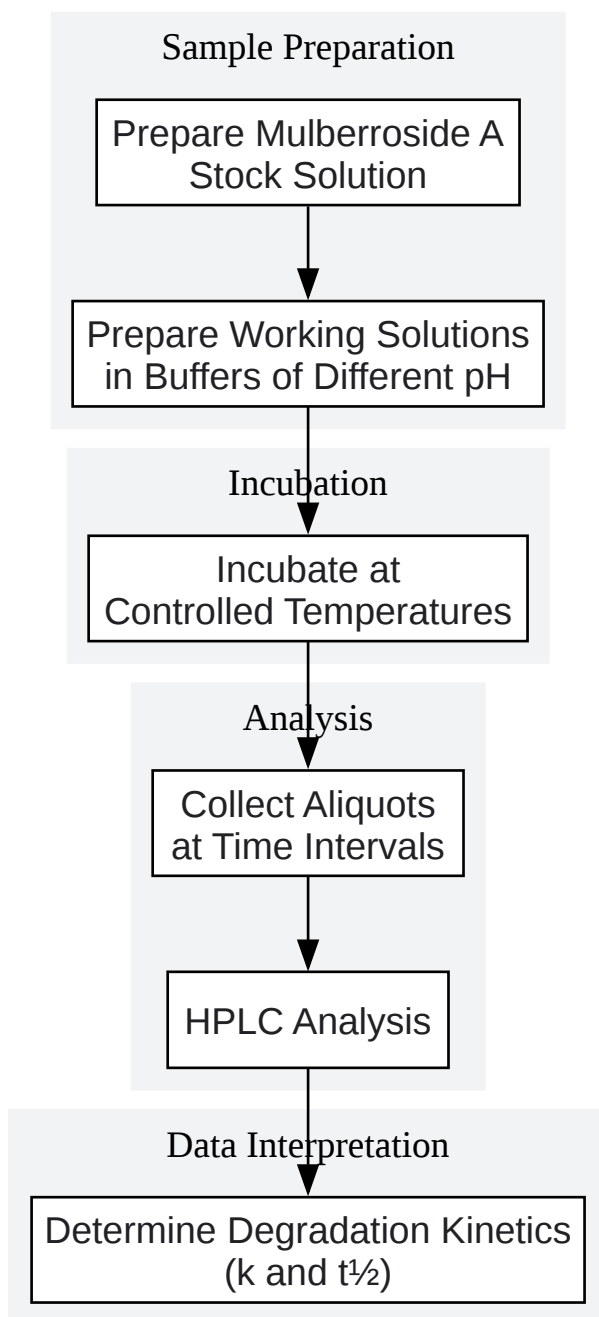 Sample Preparation
Prepare Mulberroside A
Stock Solution
Prepare Working Solutions
in Buffers of Different pH
Incubation
Incubate at
Controlled Temperatures
Analysis
Collect Aliquots
at Time Intervals
HPLC Analysis
Data Interpretation
Determine Degradation Kinetics
(k and t½)